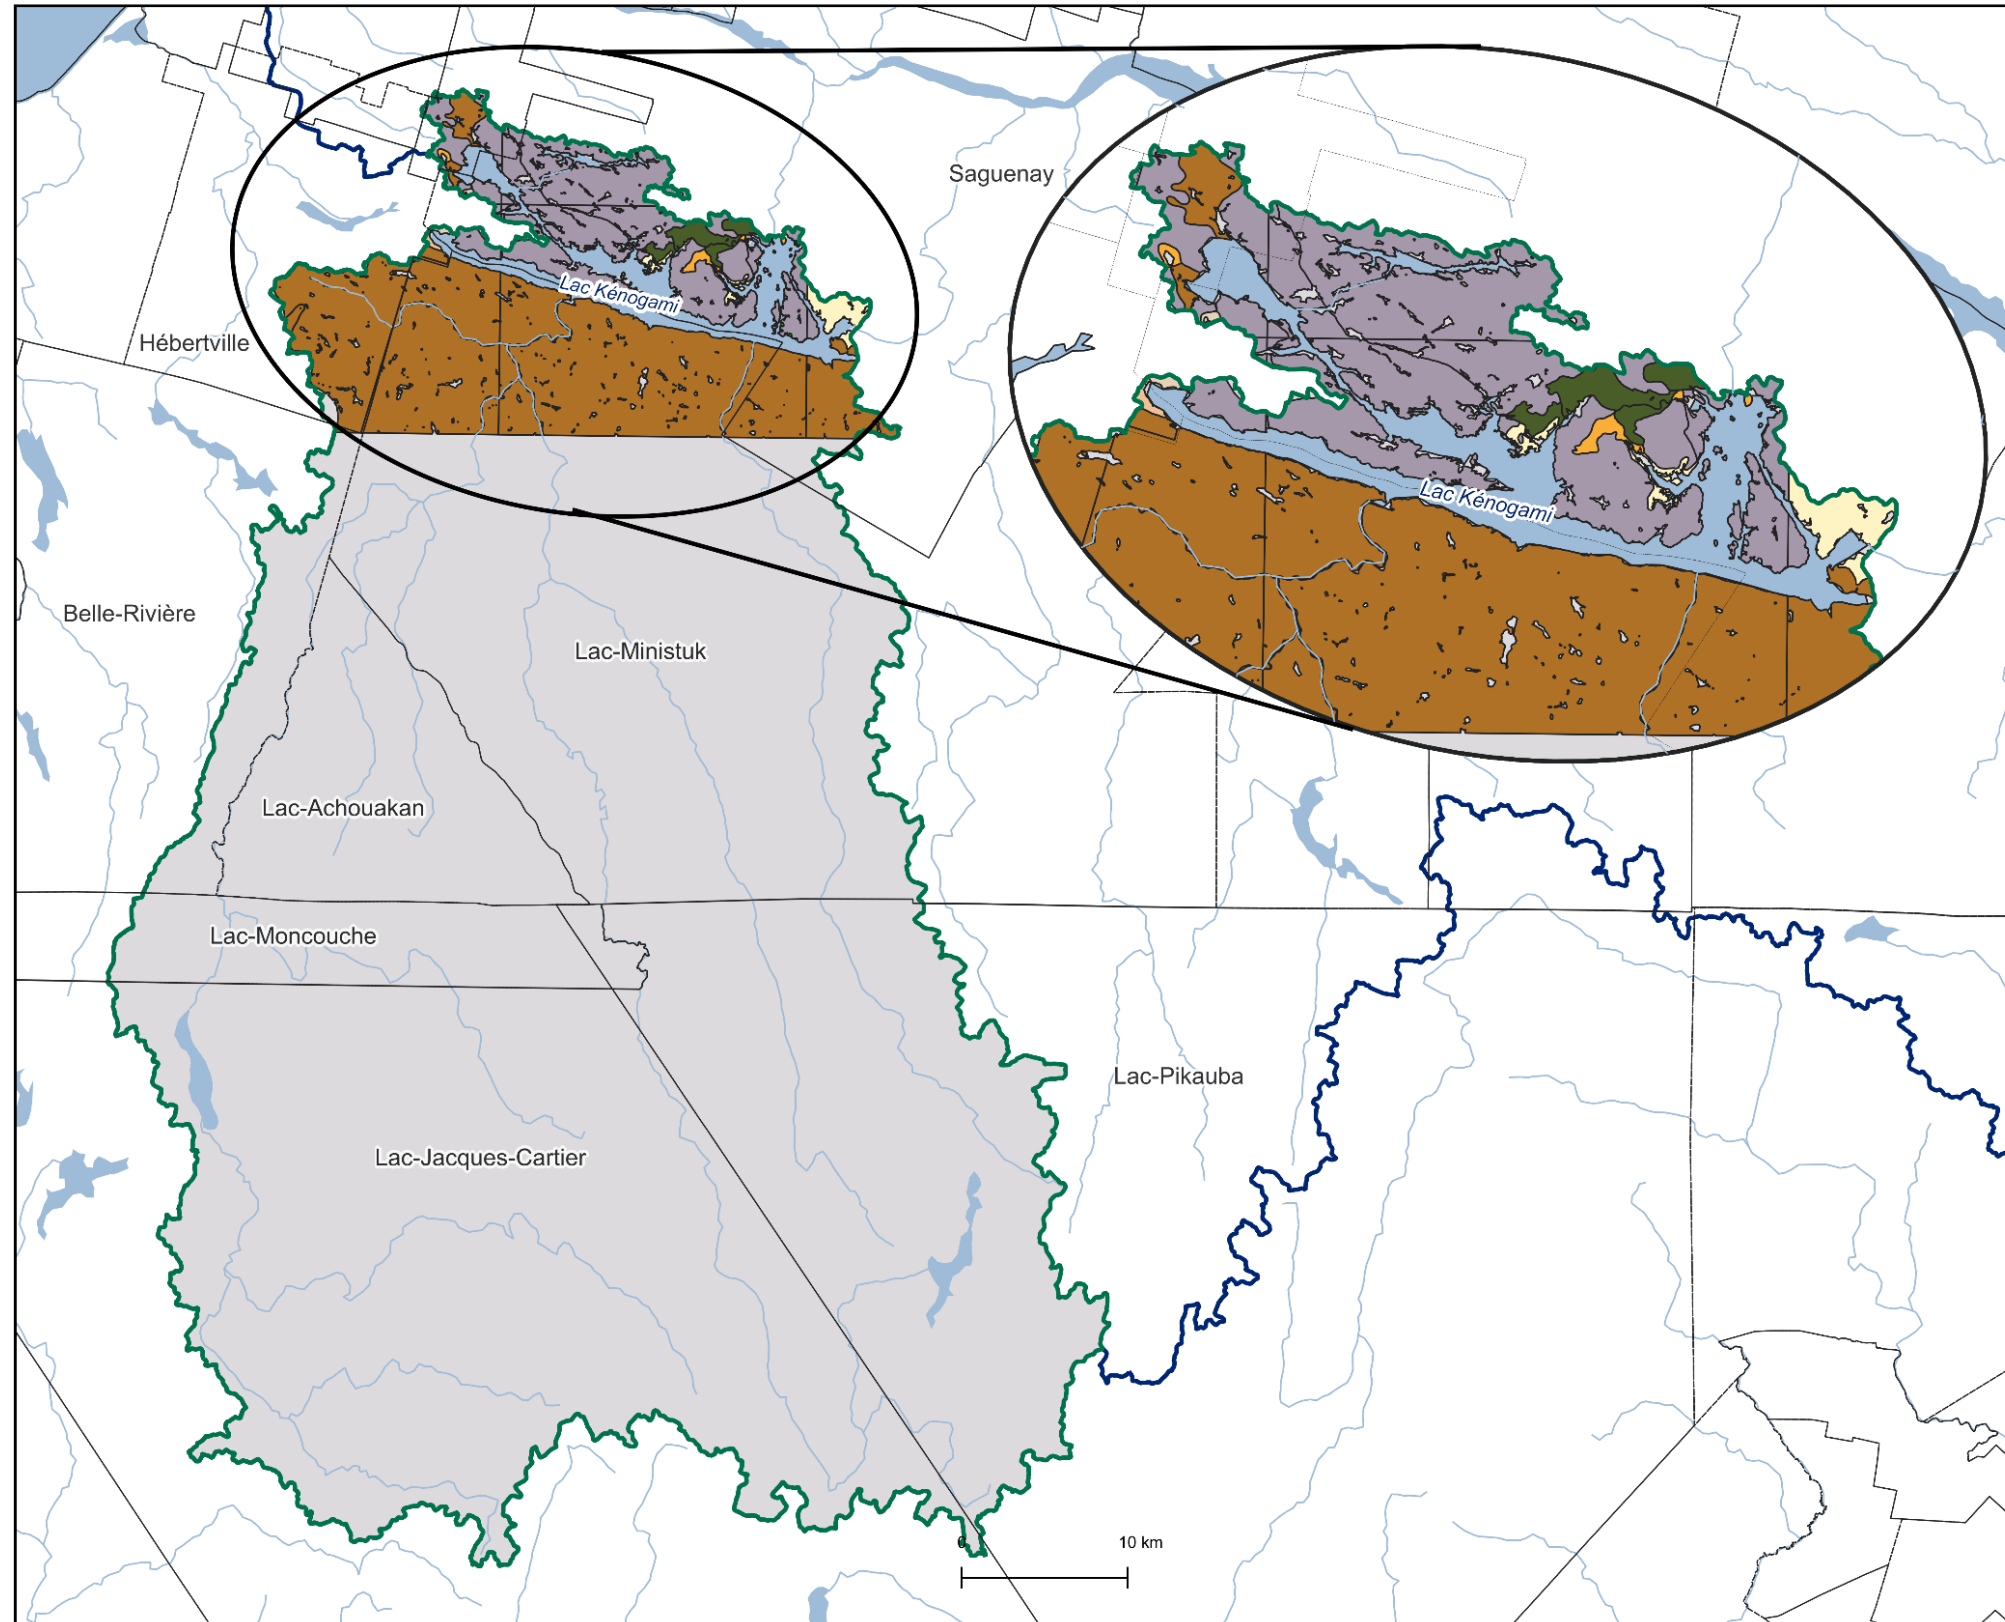 Saguenay
Lac Kénogami
Hébertville
Lac Kénogami
Belle-Rivière
Lac-Ministuk
Lac-Achouakan
Lac-Moncouche
Lac-Pikauba
Lac-Jacques-Cartier
0 10 km